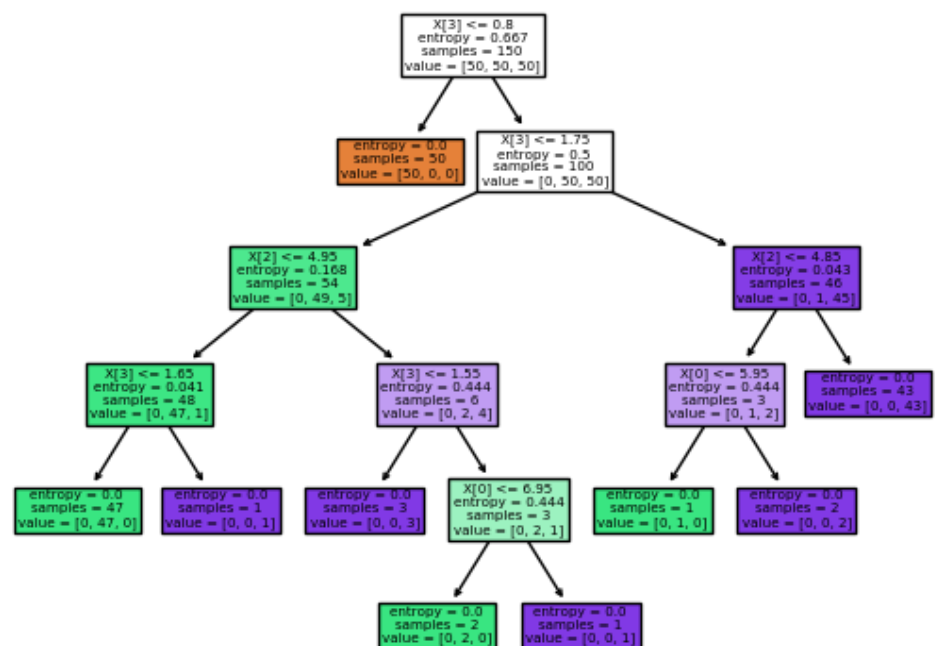 X[3] <= 0.8
entropy = 0.667
samples = 150
value = [50, 50, 50]
entropy = 0.0
samples = 50
value = [50, 0, 0]
X[3] <= 1.75
entropy = 0.5
samples = 100
value = [0, 50, 50]
X[2] <= 4.95
entropy = 0.168
samples = 54
value = [0, 49, 5]
X[2] <= 4.85
entropy = 0.043
samples = 46
value = [0, 1, 45]
X[3] <= 1.65
entropy = 0.041
samples = 48
value = [0, 47, 1]
X[3] <= 1.55
entropy = 0.444
samples = 6
value = [0, 2, 4]
X[0] <= 5.95
entropy = 0.444
samples = 3
value = [0, 1, 2]
entropy = 0.0
samples = 43
value = [0, 0, 43]
entropy = 0.0
samples = 47
value = [0, 47, 0]
entropy = 0.0
samples = 1
value = [0, 0, 1]
entropy = 0.0
samples = 3
value = [0, 0, 3]
X[0] <= 6.95
entropy = 0.444
samples = 3
value = [0, 2, 1]
entropy = 0.0
samples = 1
value = [0, 1, 0]
entropy = 0.0
samples = 2
value = [0, 0, 2]
entropy = 0.0
samples = 2
value = [0, 2, 0]
entropy = 0.0
samples = 1
value = [0, 0, 1]